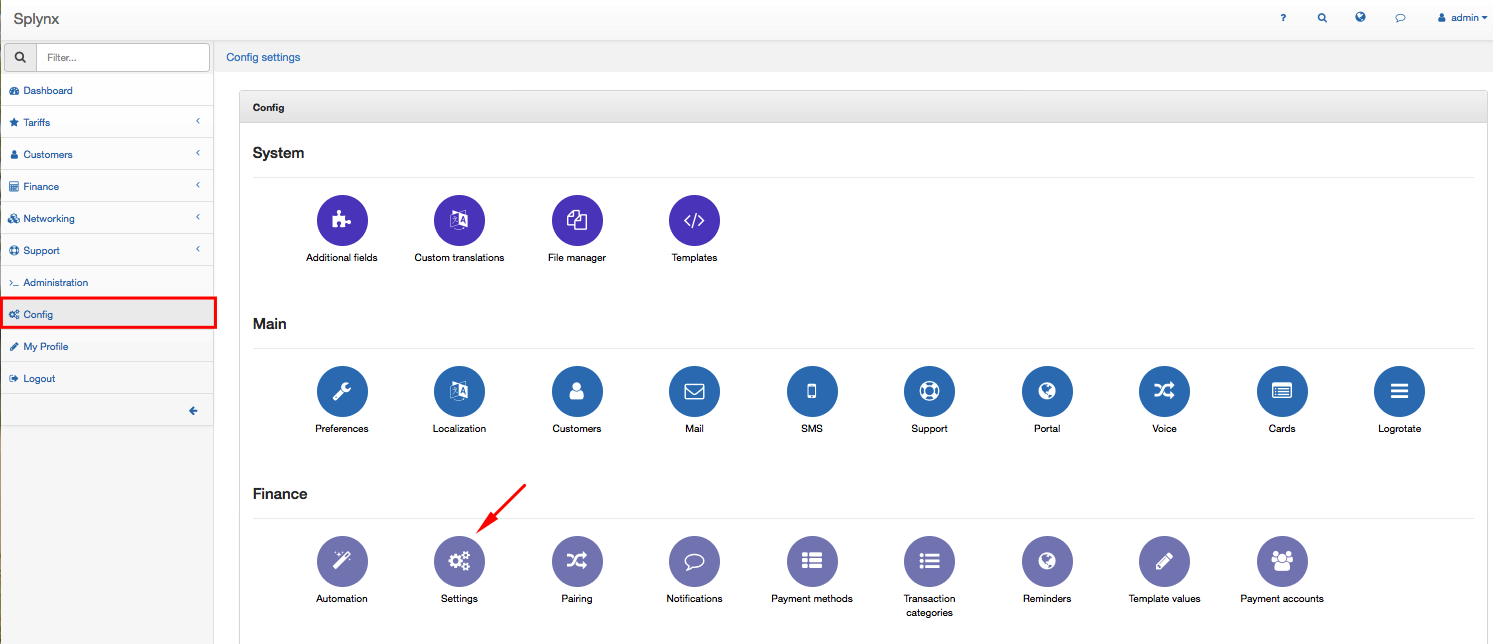 Splynx
?
admin
Filter...
Config settings
Dashboard
Tariffs
Customers
Finance
Networking
Support
Administration
Config
My Profile
Logout
Config
System
Additional fields
Custom translations
File manager
Templates
Main
Preferences
Localization
Customers
Mail
SMS
Support
Portal
Voice
Cards
Logrotate
Finance
Automation
Settings
Pairing
Notifications
Payment methods
Transaction
categories
Reminders
Template values
Payment accounts